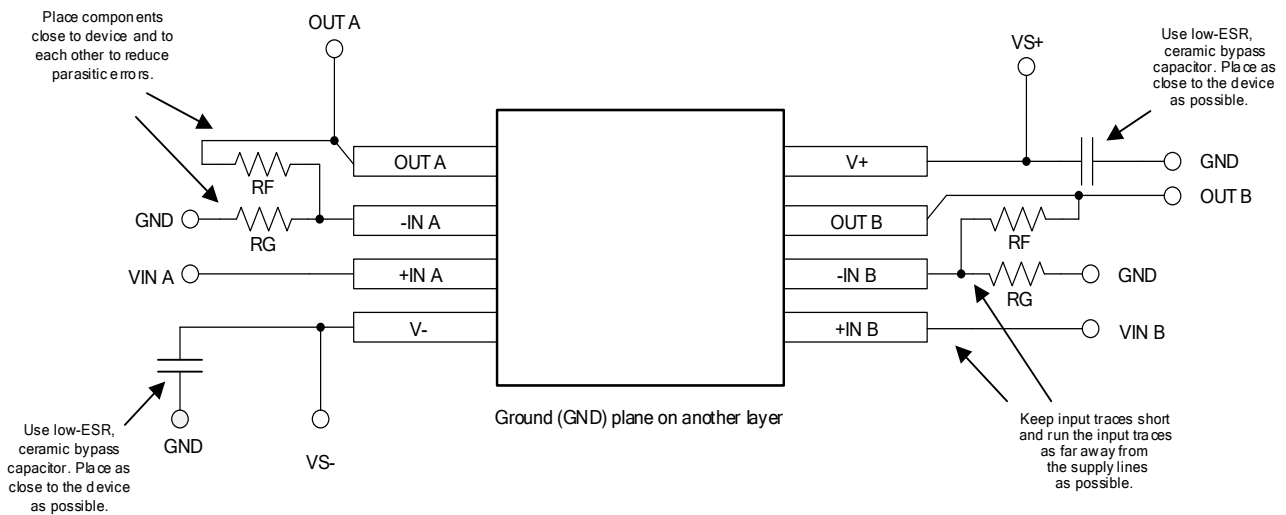 Place components
close to device and to
each other to reduce
parasitic errors.
OUT A
VS+
Use low-ESR,
ceramic bypass
capacitor. Place as
close to the device
as possible.
OUT A
V+
GND
RF
OUT B
OUT B
GND
-IN A
RF
RG
VIN A
+IN A
-IN B
GND
RG
V-
+IN B
VIN B
Ground (GND) plane on another layer
Use low-ESR,
ceramic bypass
capacitor. Place as
close to the device
as possible.
GND
VS-
Keep input traces short
and run the input traces
as far away from
the supply lines
as possible.